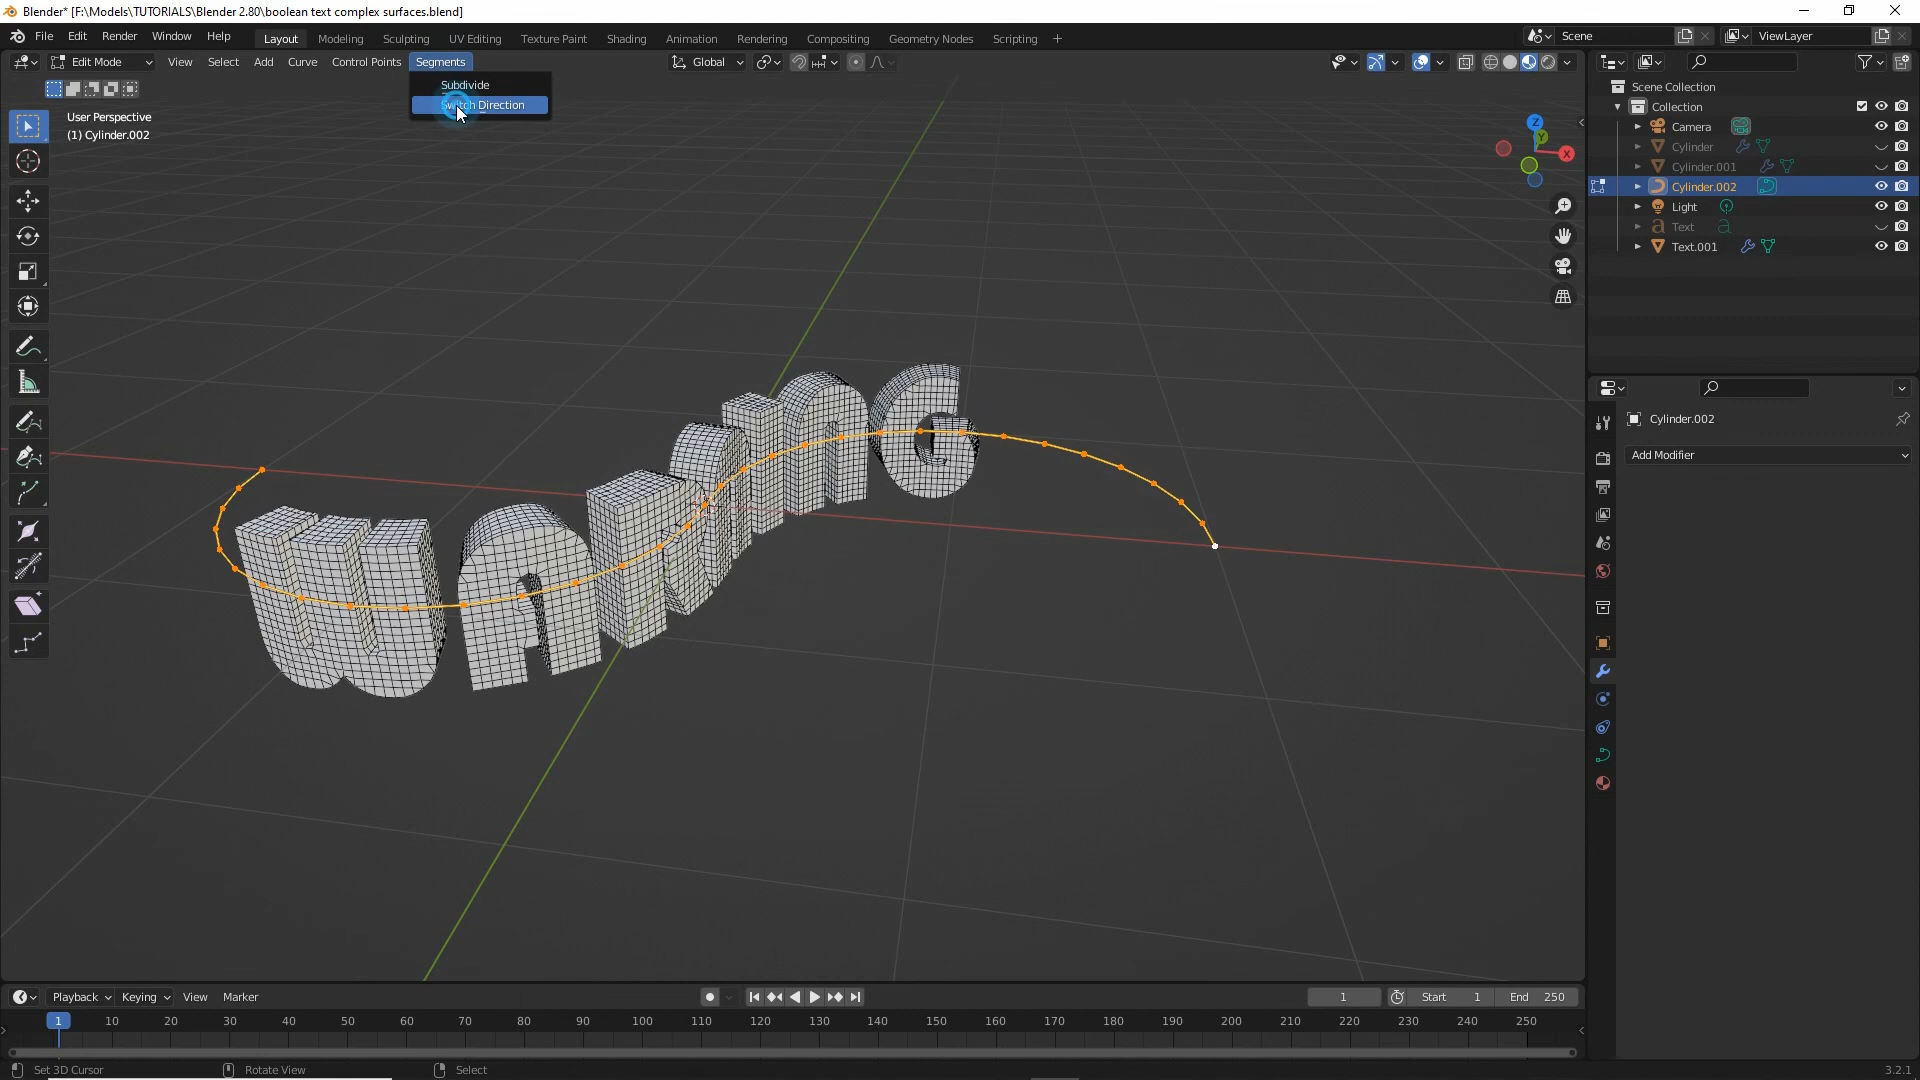 Blender* [F:\Models\TUTORIALS\Blender 2.80\boolean text complex surfaces.blend]
File Edit Render Window Help Layout Modeling Sculpting UV Editing Texture Paint Shading Animation Rendering Compositing Geometry Nodes Scripting +
Scene
ViewLayer
Edit Mode View Select Add Curve Control Points Segments
Global
Subdivide
Switch Direction
User Perspective
(1) Cylinder.002
Z
Y
X
Scene Collection
Collection
Camera
Cylinder
Cylinder.001
Cylinder.002
Light
Text
Text.001
Cylinder.002
Add Modifier
WARNING
Playback Keying View Marker
1
Start 1
End 250
1 10 20 30 40 50 60 70 80 90 100 110 120 130 140 150 160 170 180 190 200 210 220 230 240 250
Set 3D Cursor
Rotate View
Select
3.2.1